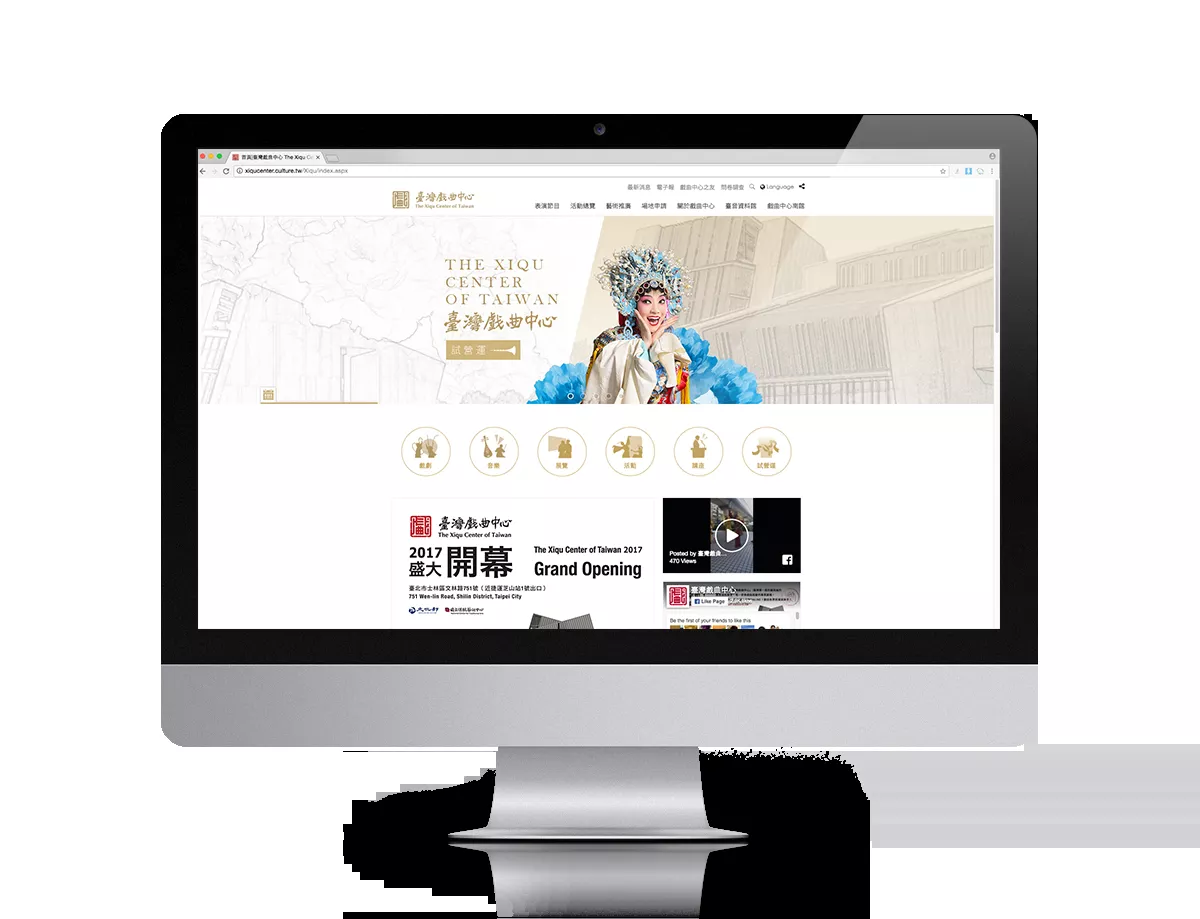 首頁|臺灣戲曲中心 The Xiqu Cen
xiqucenter.culture.tw/Xiqu/index.aspx
最新消息 電子報 戲曲中心之友 問卷調查 Language
臺灣戲曲中心
The Xiqu Center of Taiwan
表演節目 活動總覽 藝術推廣 場地申請 關於戲曲中心 臺音資料館 戲曲中心南館
THE XIQU
CENTER
OF TAIWAN
臺灣戲曲中心
試營運
戲劇 音樂 展覽 活動 講座 試營運
臺灣戲曲中心
The Xiqu Center of Taiwan
2017
盛大
開幕
臺北市士林區文林路751號（近捷運芝山站1號出口）
751 Wen-lin Road, Shilin District, Taipei City
文化部
The Xiqu Center of Taiwan 2017
Grand Opening
Posted by 臺灣戲曲...
470 Views
臺灣戲曲中心
Like Page
Be the first of your friends to like this